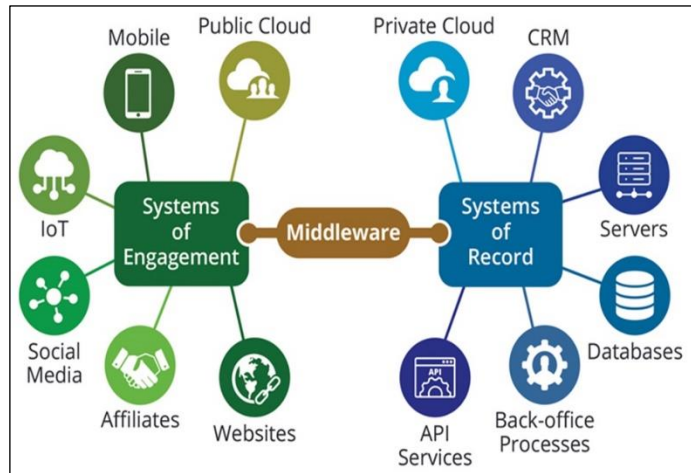 Mobile
Public Cloud
Private Cloud
CRM
IoT
Systems
of
Engagement
Middleware
Systems
of
Record
Servers
Social
Media
Affiliates
Websites
API
API
Services
Back-office
Processes
Databases